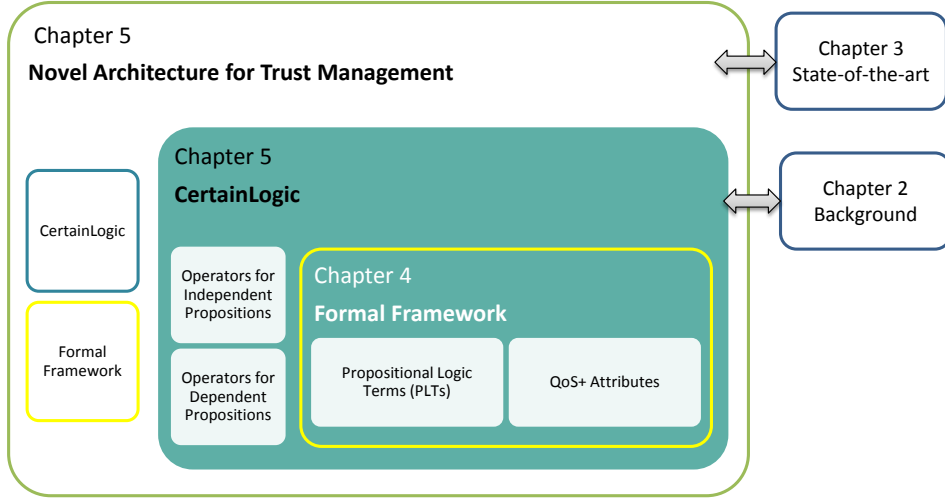 Chapter 5
Novel Architecture for Trust Management
Chapter 3
State-of-the-art
Chapter 5
CertainLogic
Chapter 2
Background
CertainLogic
Operators for
Independent
Propositions
Chapter 4
Formal Framework
Formal
Framework
Operators for
Dependent
Propositions
Propositional Logic
Terms (PLTs)
QoS+ Attributes